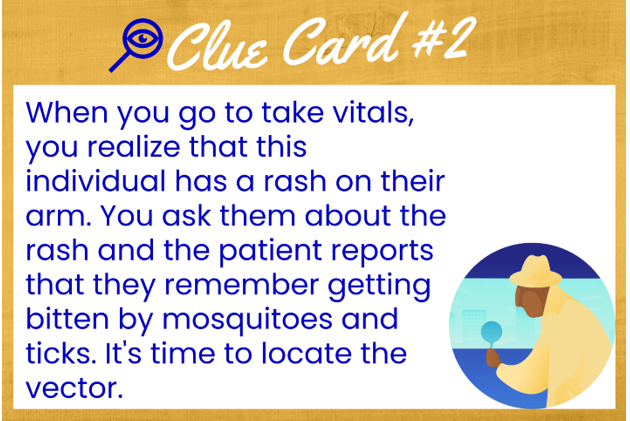 Clue Card #2
When you go to take vitals,
you realize that this
individual has a rash on their
arm. You ask them about the
rash and the patient reports
that they remember getting
bitten by mosquitoes and
ticks. It's time to locate the
vector.